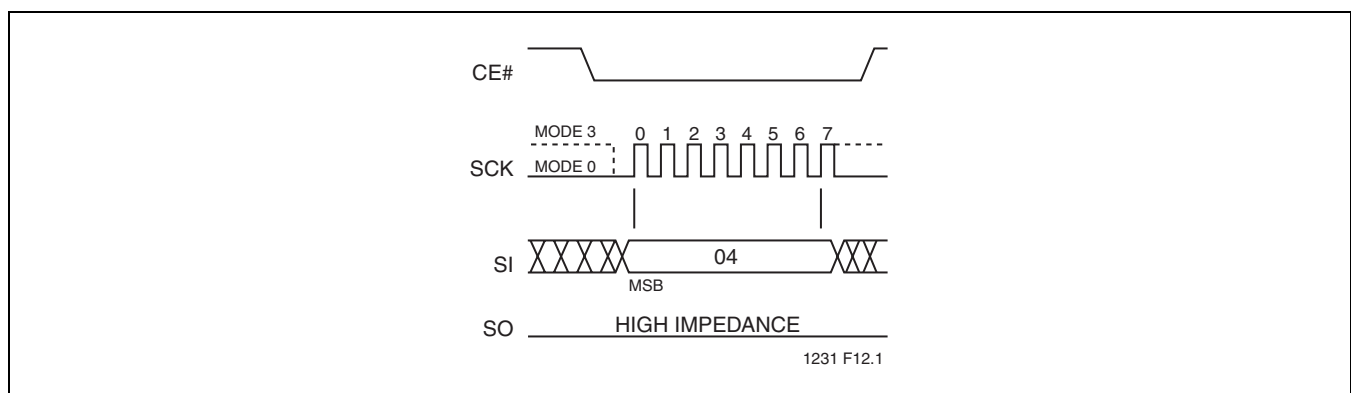 CE#
MODE 3 0 1 2 3 4 5 6 7
SCK MODE 0
SI 04
MSB
SO HIGH IMPEDANCE
1231 F12.1